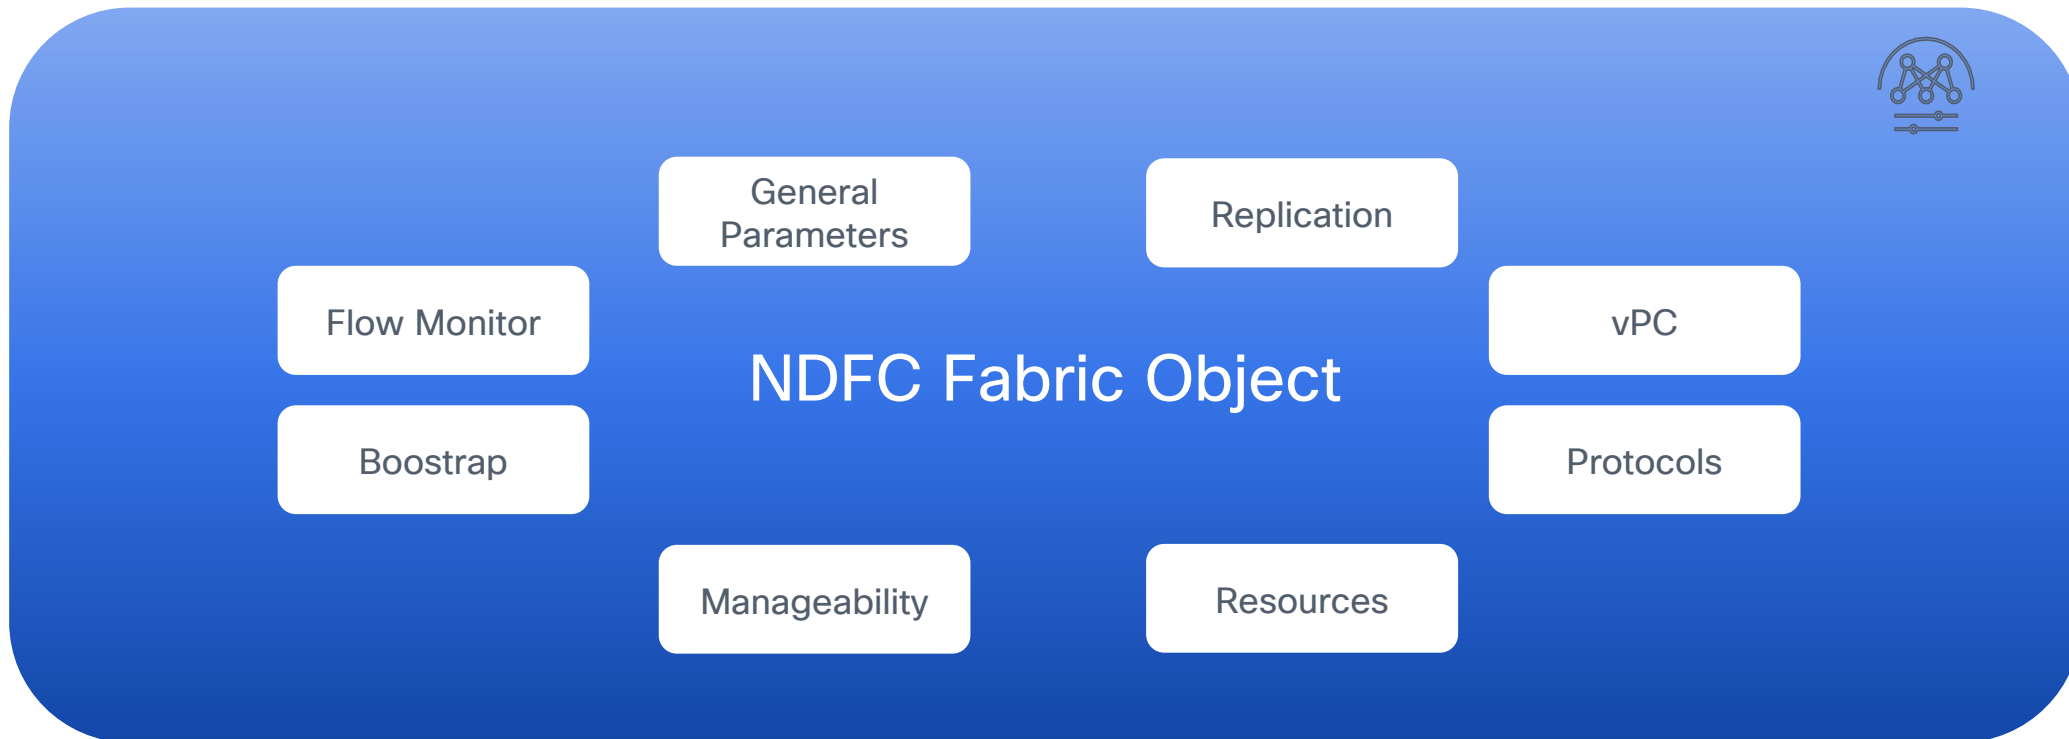 General
Parameters
Replication
Flow Monitor
vPC
NDFC Fabric Object
Boostrap
Protocols
Manageability
Resources